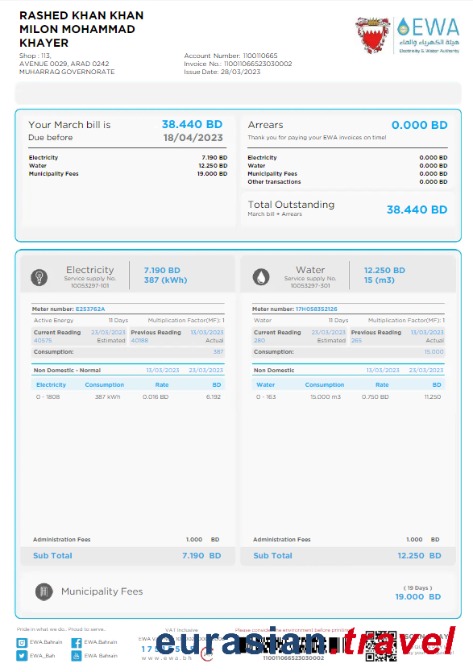 RASHED KHAN KHAN
MILON MOHAMMAD
KHAYER
Shop : 113,
AVENUE 0029, ARAD 0242
MUHARRAQ GOVERNORATE
Account Number: 1100110665
Invoice No.: 110011066523030002
Issue Date: 28/03/2023
EWA
هيئة الكهرباء والماء
Electricity & Water Authority
Your March bill is 38.440 BD
Due before 18/04/2023
Electricity 7.190 BD
Water 12.250 BD
Municipality Fees 19.000 BD
Arrears 0.000 BD
Thank you for paying your EWA invoices on time!
Electricity 0.000 BD
Water 0.000 BD
Municipality Fees 0.000 BD
Other transactions 0.000 BD
Total Outstanding 38.440 BD
March bill + Arrears
Electricity 7.190 BD
Service supply No. 387 (kWh)
10053297-101
Meter number: E253762A
Active Energy 11 Days Multiplication Factor(MF): 1
Current Reading 23/03/2023 Previous Reading 13/03/2023
40575 Estimated 40188 Actual
Consumption: 387
Non Domestic - Normal 13/03/2023 23/03/2023
Electricity Consumption Rate BD
0 - 1808 387 kWh 0.016 BD 6.192
Administration Fees 1.000 BD
Sub Total 7.190 BD
Water 12.250 BD
Service supply No. 15 (m3)
10053297-301
Meter number: 17H058352126
Water 11 Days Multiplication Factor(MF): 1
Current Reading 23/03/2023 Previous Reading 13/03/2023
280 Estimated 265 Actual
Consumption: 15.000
Non Domestic 13/03/2023 23/03/2023
Water Consumption Rate BD
0 - 163 15.000 m3 0.750 BD 11.250
Administration Fees 1.000 BD
Sub Total 12.250 BD
Municipality Fees
( 19 Days )
19.000 BD
Pride in what we do.. Proud to serve..
VAT Inclusive
Please consider the environment before
EWA.Bahrain EWA.Bahrain
EWA_Bah EWA.Bahrain
www.ewa.bh
110011066523030002
eurasian travel